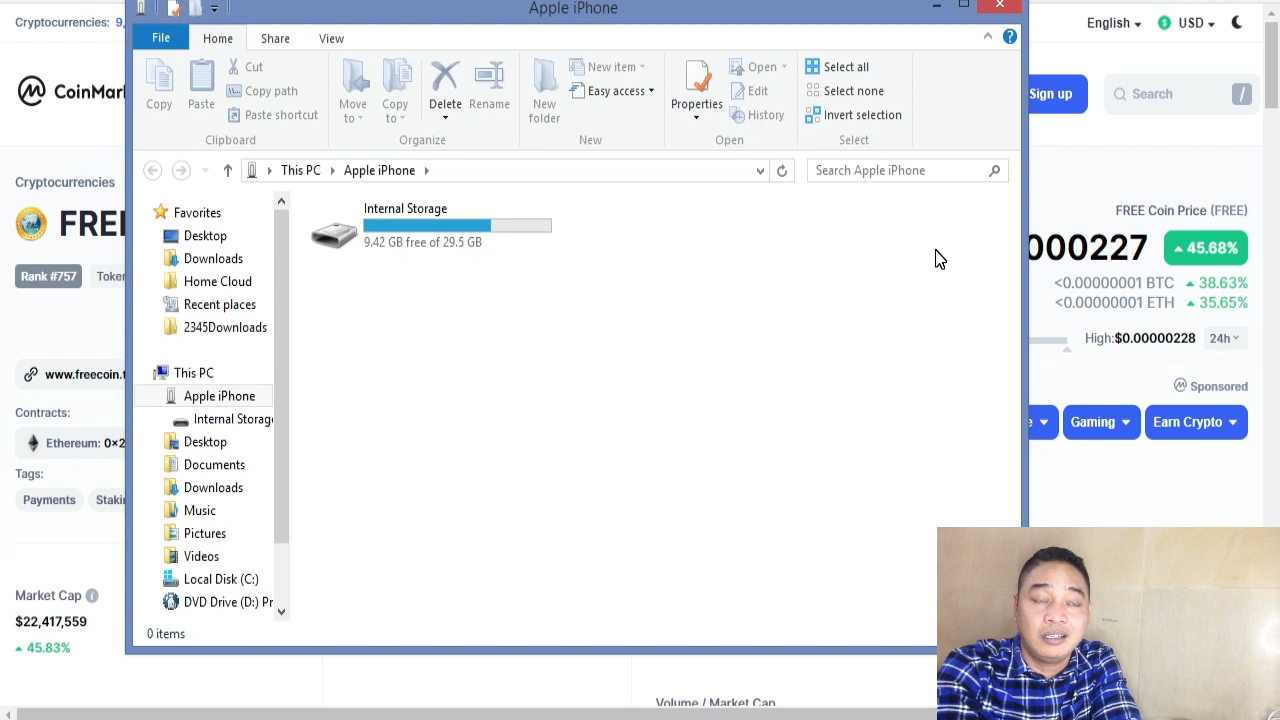 Cryptocurrencies: 9,
Apple iPhone
English
USD
File
Home
Share
View
CoinMark
Sign up
Search
/
Copy
Paste
Cut
Copy path
Paste shortcut
Clipboard
Move to
Copy to
Delete
Rename
Organize
New folder
New item
Easy access
New
Properties
Open
Edit
History
Open
Select all
Select none
Invert selection
Select
This PC
Apple iPhone
Search Apple iPhone
Cryptocurrencies
FREE
Rank #757
Token
www.freecoin.t
Contracts:
Ethereum: 0x2
Tags:
Payments
Stakin
Market Cap
$22,417,559
45.83%
Favorites
Desktop
Downloads
Home Cloud
Recent places
2345Downloads
This PC
Apple iPhone
Internal Storage
Desktop
Documents
Downloads
Music
Pictures
Videos
Local Disk (C:)
DVD Drive (D:) Pr
0 items
Internal Storage
9.42 GB free of 29.5 GB
FREE Coin Price (FREE)
000227
45.68%
<0.00000001 BTC
38.63%
<0.00000001 ETH
35.65%
High:$0.00000228
24h
Sponsored
e
Gaming
Earn Crypto
Volume / Market Cap